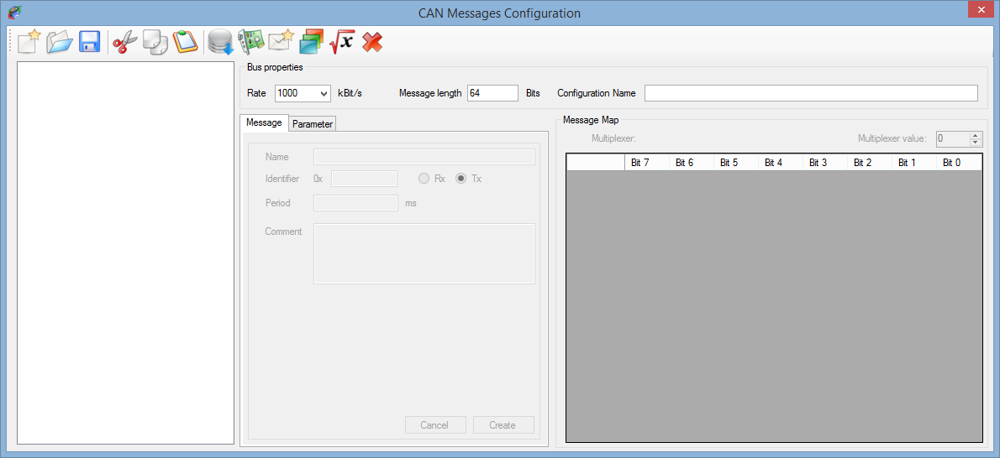 CAN Messages Configuration
Bus properties
Rate 1000 kBit/s Message length 64 Bits Configuration Name
Message Parameter
Message Map
Multiplexer: Multiplexer value: 0
Name
Identifier 0x Rx Tx
Period ms
Comment
Cancel Create
Bit 7 Bit 6 Bit 5 Bit 4 Bit 3 Bit 2 Bit 1 Bit 0